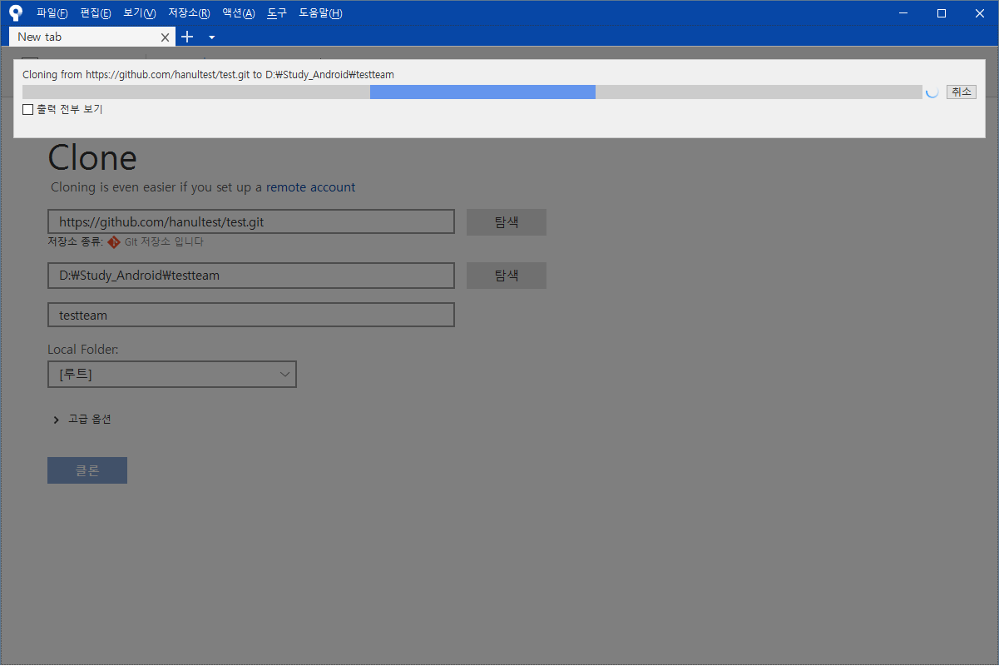 파일(F) 편집(E) 보기(V) 저장소(R) 액션(A) 도구 도움말(H)
New tab
Cloning from https://github.com/hanultest/test.git to D:₩Study_Android₩testteam
취소
출력 전부 보기
Clone
Cloning is even easier if you set up a remote account
https://github.com/hanultest/test.git 탐색
저장소 종류: Git 저장소 입니다
D:₩Study_Android₩testteam 탐색
testteam
Local Folder:
[루트]
고급 옵션
클론